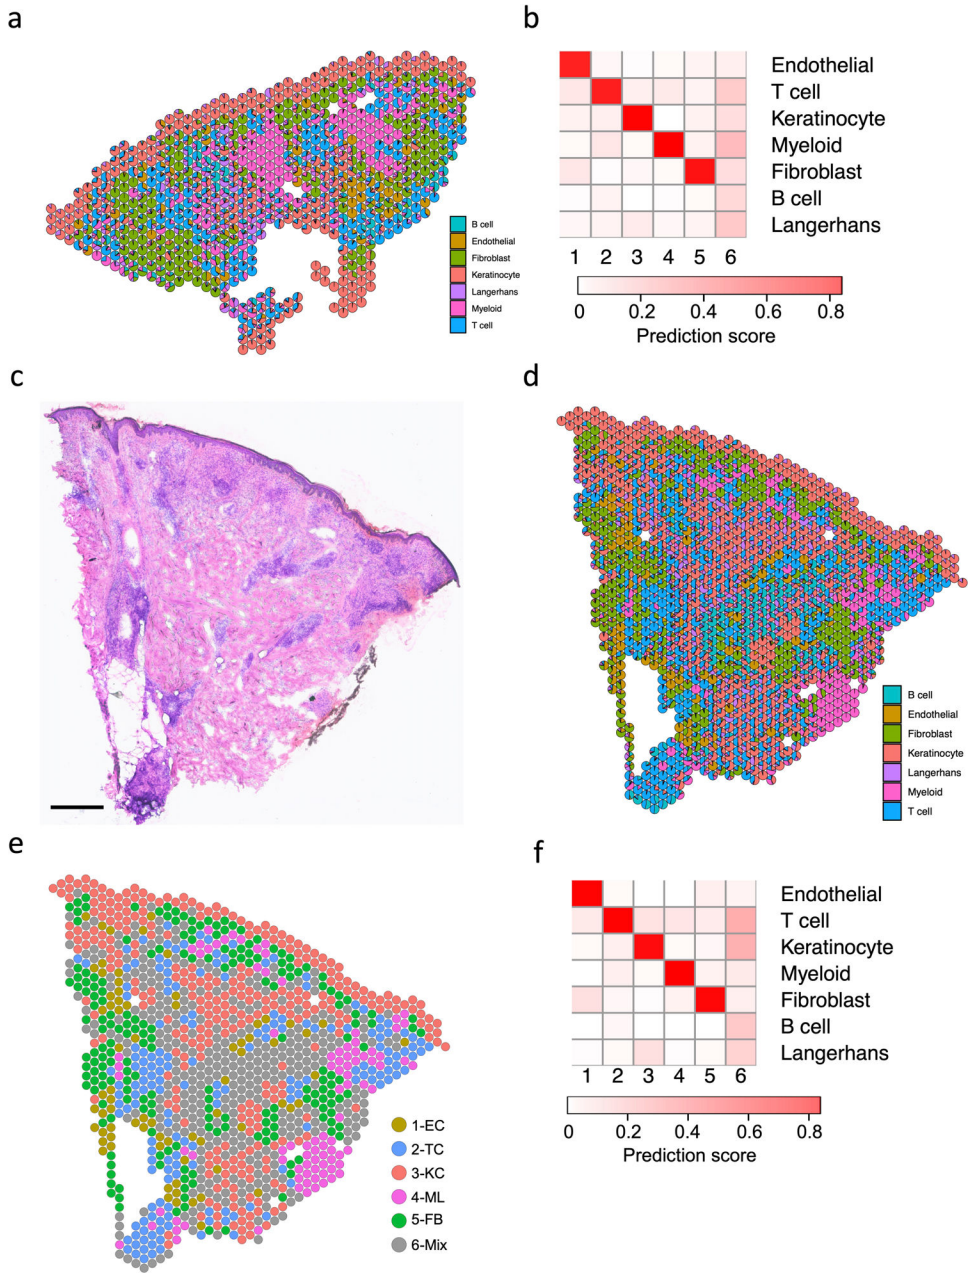 a
B cell
Endothelial
Fibroblast
Keratinocyte
Langerhans
Myeloid
T cell
b
Endothelial
T cell
Keratinocyte
Myeloid
Fibroblast
B cell
Langerhans
1 2 3 4 5 6
0 0.2 0.4 0.6 0.8
Prediction score
c
d
B cell
Endothelial
Fibroblast
Keratinocyte
Langerhans
Myeloid
T cell
e
1-EC
2-TC
3-KC
4-ML
5-FB
6-Mix
f
Endothelial
T cell
Keratinocyte
Myeloid
Fibroblast
B cell
Langerhans
1 2 3 4 5 6
0 0.2 0.4 0.6 0.8
Prediction score